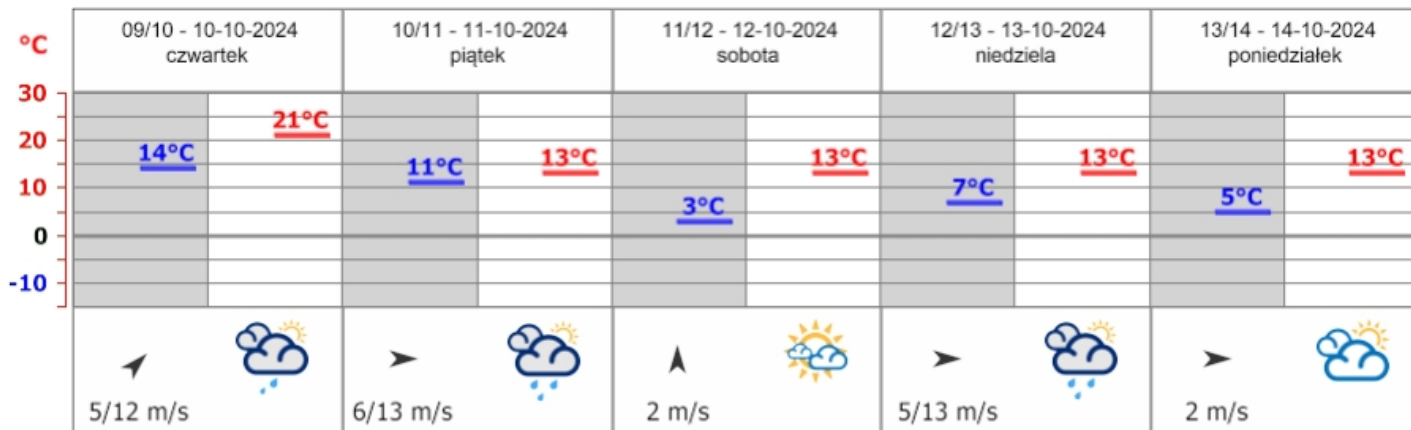 °C
09/10 - 10-10-2024
czwartek
10/11 - 11-10-2024
piątek
11/12 - 12-10-2024
sobota
12/13 - 13-10-2024
niedziela
13/14 - 14-10-2024
poniedziałek
30
20
10
0
-10
14°C
21°C
11°C
13°C
3°C
13°C
7°C
13°C
5°C
13°C
5/12 m/s
6/13 m/s
2 m/s
5/13 m/s
2 m/s